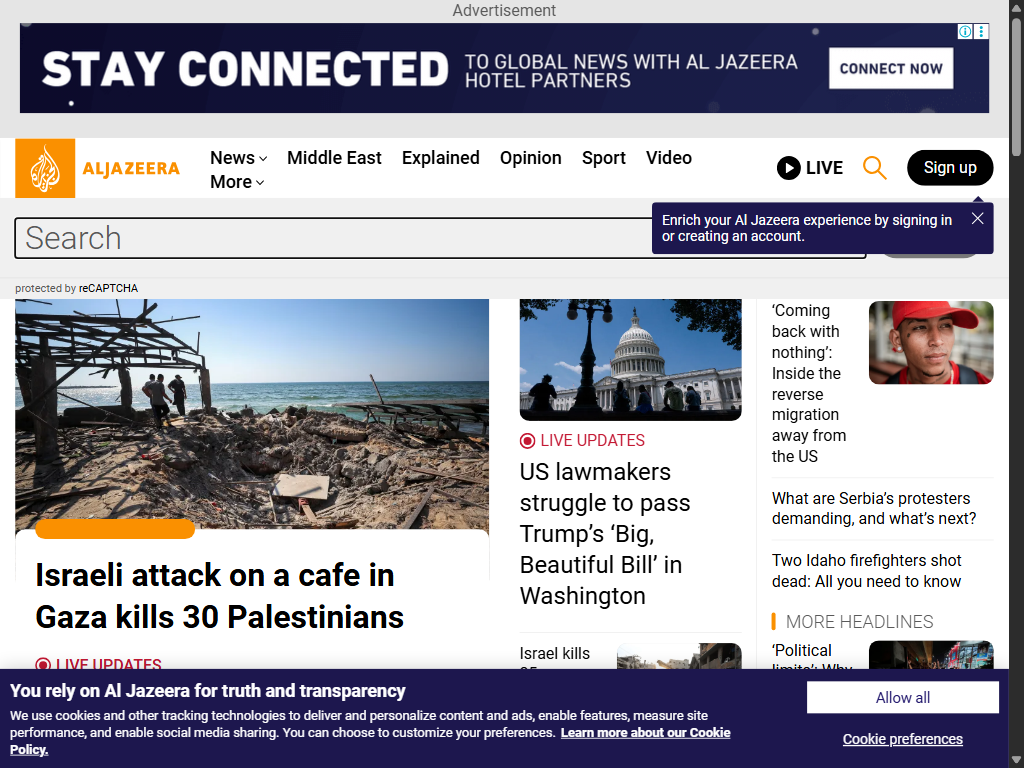 Advertisement
STAY CONNECTED
TO GLOBAL NEWS WITH AL JAZEERA
HOTEL PARTNERS
CONNECT NOW
ALJAZEERA
News
Middle East
Explained
Opinion
Sport
Video
More
LIVE
Sign up
Search
Enrich your Al Jazeera experience by signing in
or creating an account.
protected by reCAPTCHA
Israeli attack on a cafe in
Gaza kills 30 Palestinians
LIVE UPDATES
LIVE UPDATES
US lawmakers
struggle to pass
Trump’s ‘Big,
Beautiful Bill’ in
Washington
Israel kills
‘Coming
back with
nothing’:
Inside the
reverse
migration
away from
the US
What are Serbia’s protesters
demanding, and what’s next?
Two Idaho firefighters shot
dead: All you need to know
MORE HEADLINES
‘Political
limits’: Why
You rely on Al Jazeera for truth and transparency
We use cookies and other tracking technologies to deliver and personalize content and ads, enable features, measure site
performance, and enable social media sharing. You can choose to customize your preferences. Learn more about our Cookie
Policy.
Allow all
Cookie preferences